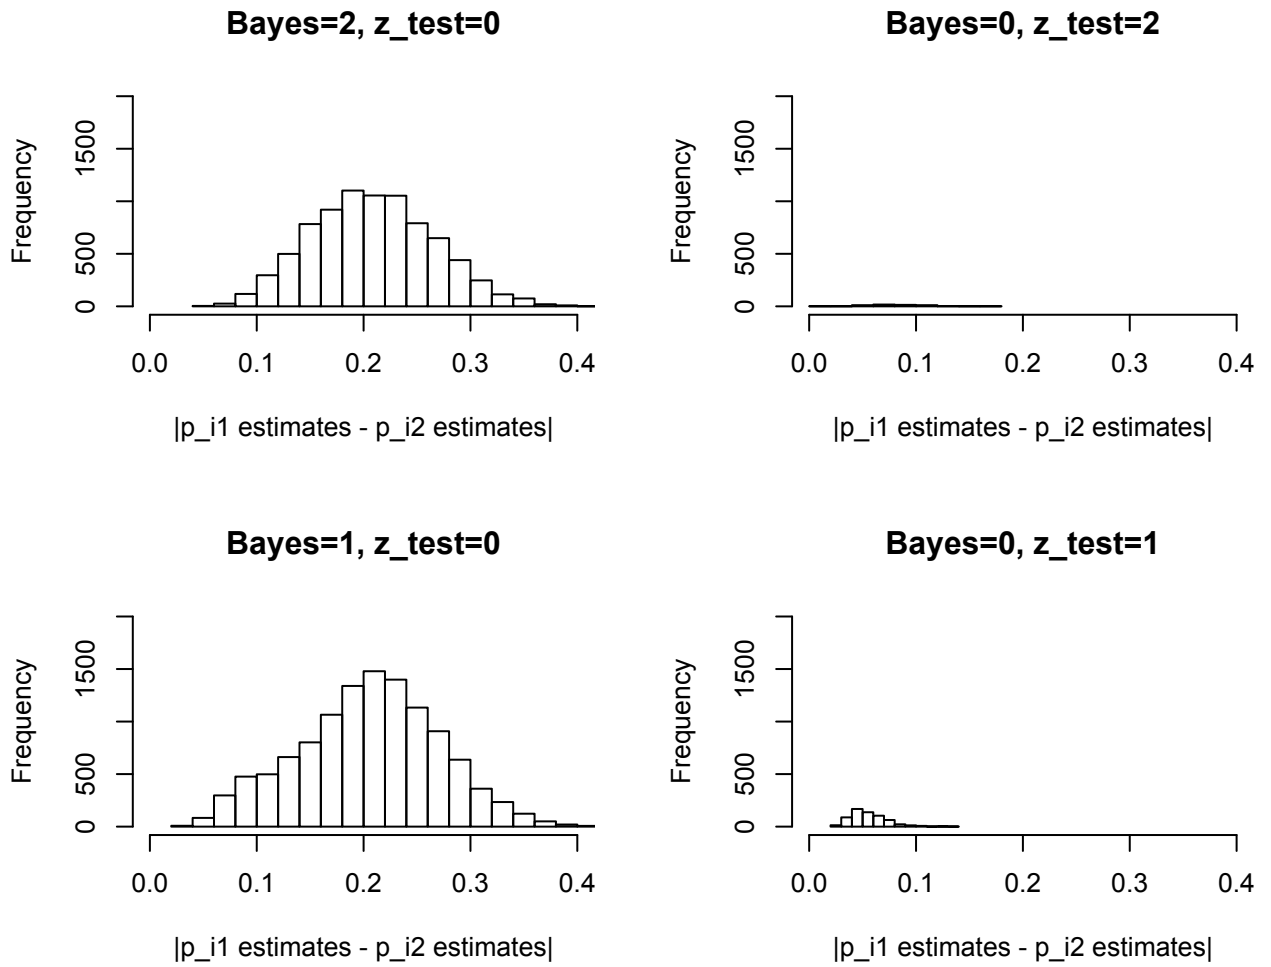 Bayes=2, z_test=0
Frequency
0 500 1500
0.0 0.1 0.2 0.3 0.4
|p_i1 estimates - p_i2 estimates|
Bayes=0, z_test=2
Frequency
0 500 1500
0.0 0.1 0.2 0.3 0.4
|p_i1 estimates - p_i2 estimates|
Bayes=1, z_test=0
Frequency
0 500 1500
0.0 0.1 0.2 0.3 0.4
|p_i1 estimates - p_i2 estimates|
Bayes=0, z_test=1
Frequency
0 500 1500
0.0 0.1 0.2 0.3 0.4
|p_i1 estimates - p_i2 estimates|